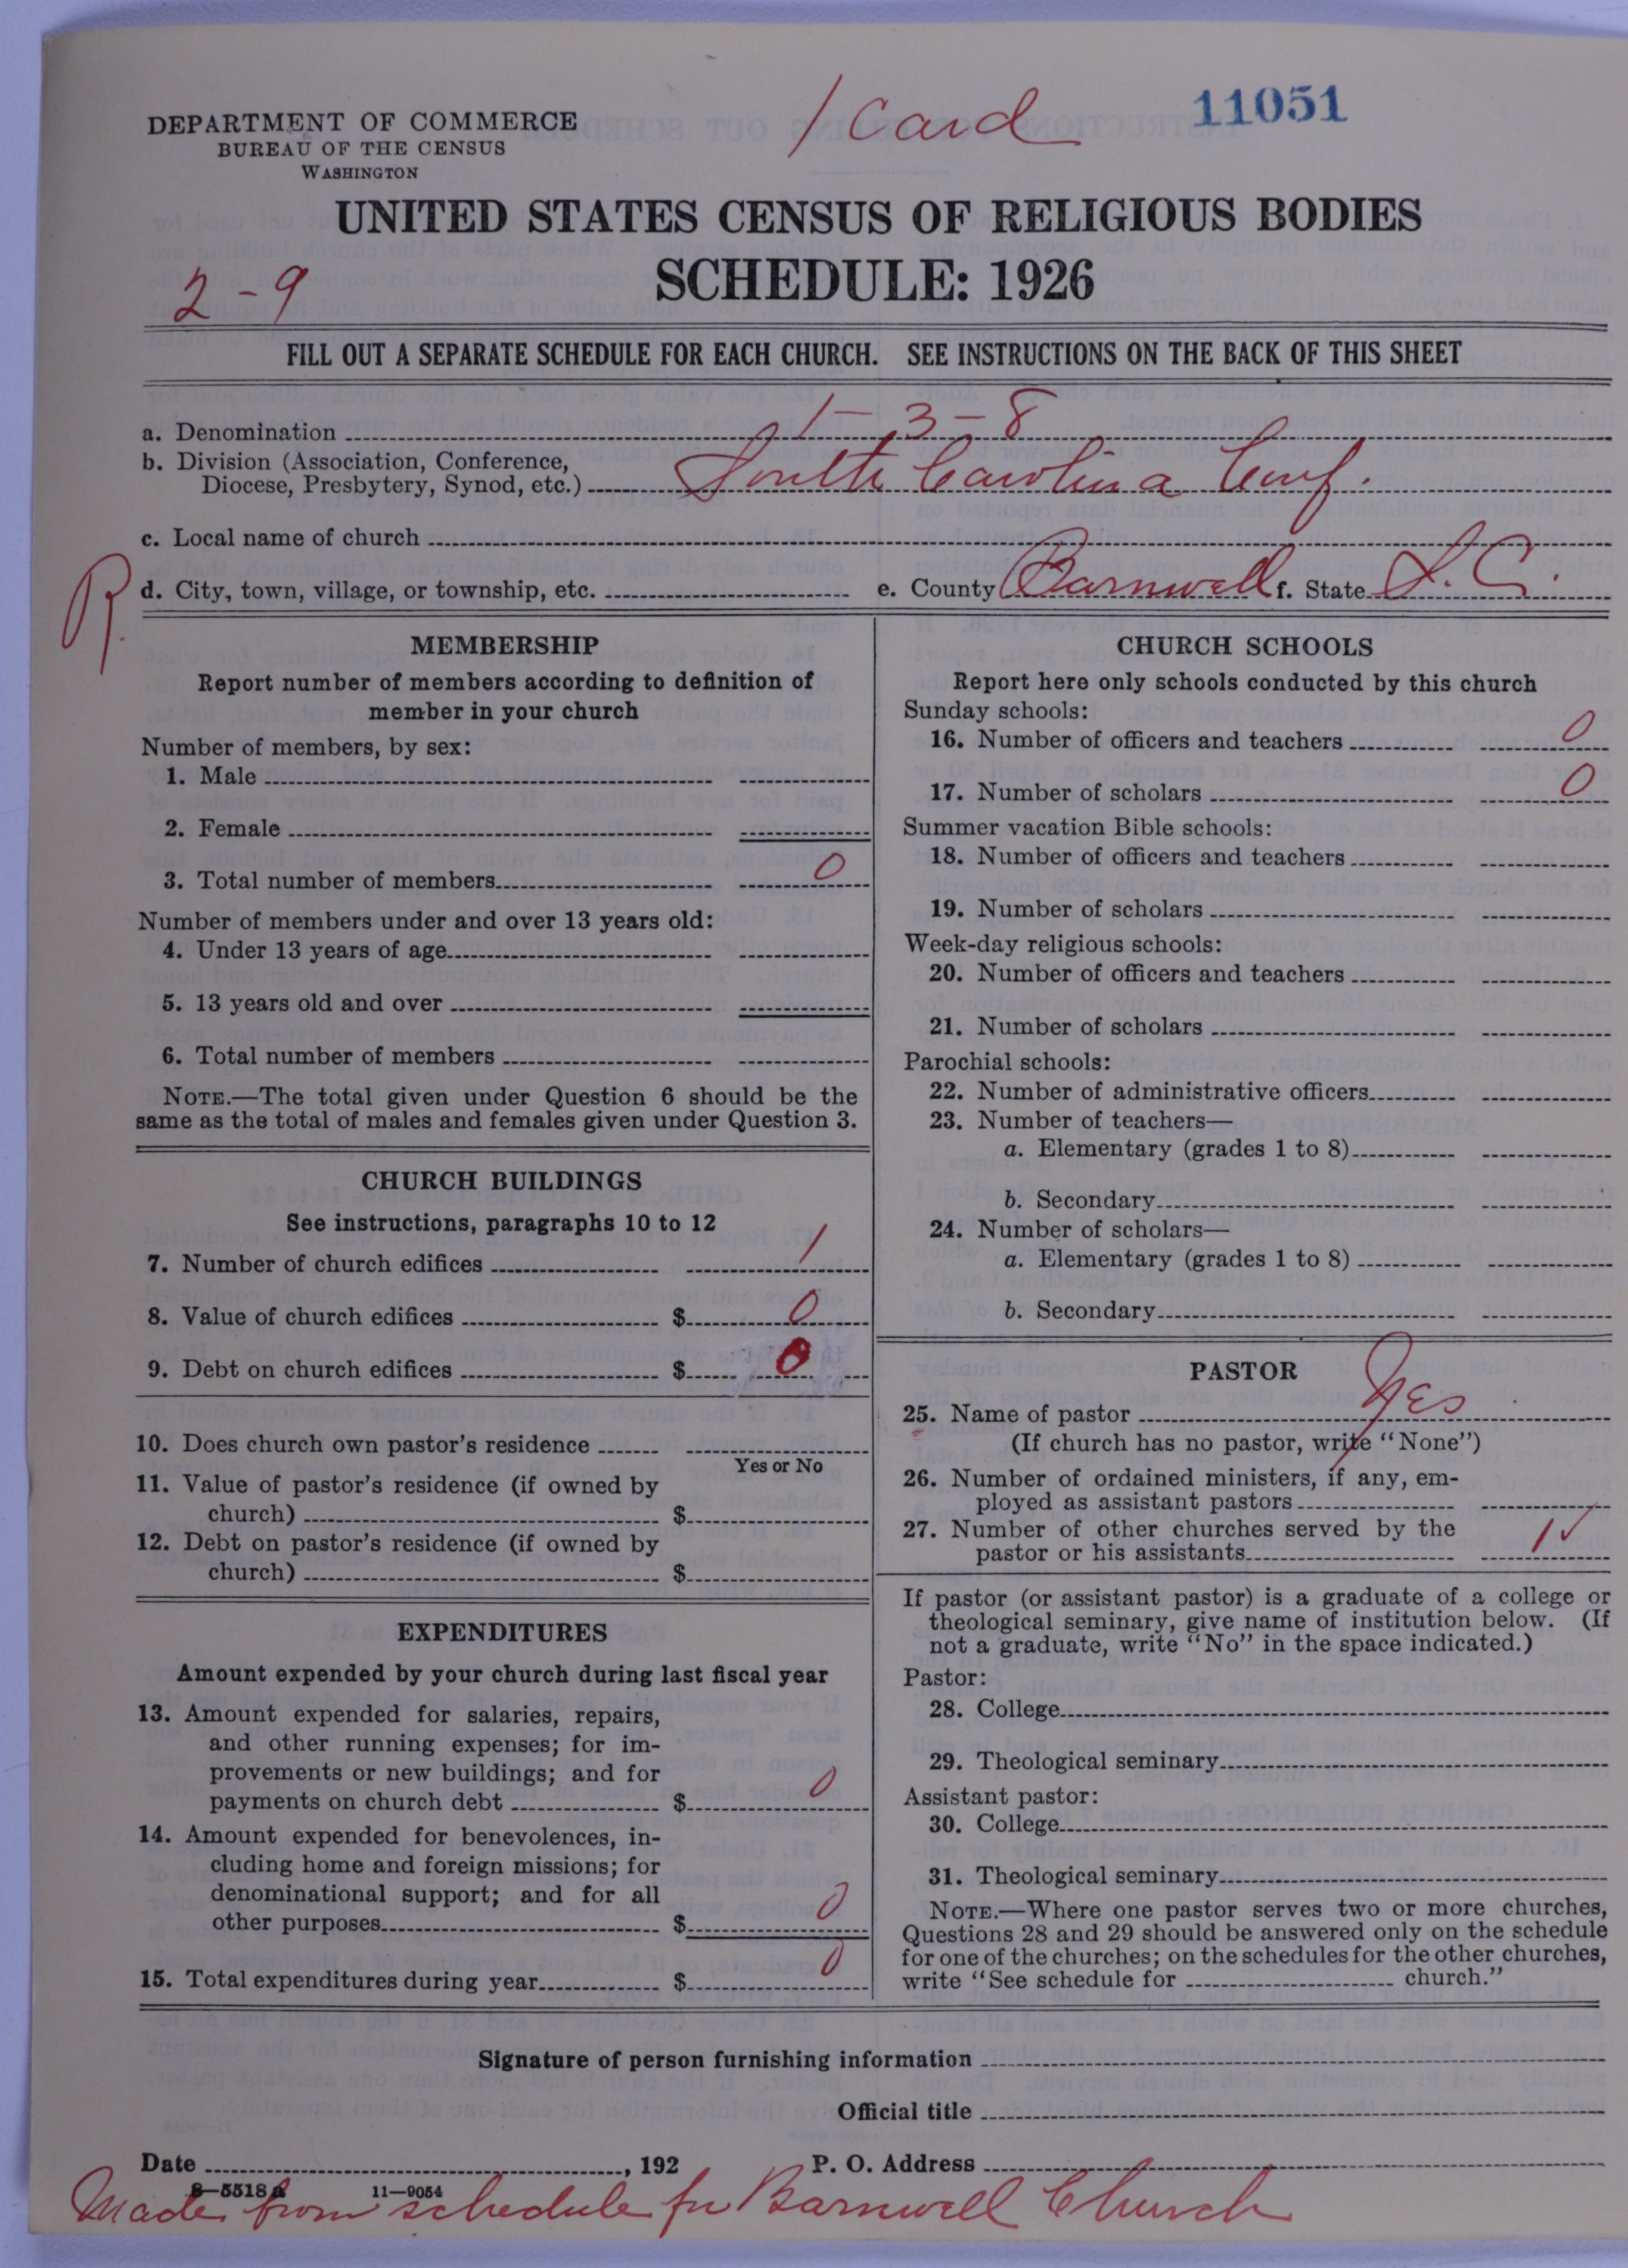 DEPARTMENT OF COMMERCE
BUREAU OF THE CENSUS
WASHINGTON
1 Card
11051
UNITED STATES CENSUS OF RELIGIOUS BODIES
SCHEDULE: 1926
2-9
FILL OUT A SEPARATE SCHEDULE FOR EACH CHURCH. SEE INSTRUCTIONS ON THE BACK OF THIS SHEET
a. Denomination 1-3-8
b. Division (Association, Conference,
Diocese, Presbytery, Synod, etc.) South Carolina Conf.
c. Local name of church
R.
d. City, town, village, or township, etc. e. County Barnwell f. State S.C.
MEMBERSHIP
Report number of members according to definition of
member in your church
Number of members, by sex:
1. Male
2. Female
3. Total number of members 0
Number of members under and over 13 years old:
4. Under 13 years of age
5. 13 years old and over
6. Total number of members
NOTE.—The total given under Question 6 should be the
same as the total of males and females given under Question 3.
CHURCH BUILDINGS
See instructions, paragraphs 10 to 12
7. Number of church edifices 1
8. Value of church edifices $ 0
9. Debt on church edifices $ 0
10. Does church own pastor's residence
Yes or No
11. Value of pastor's residence (if owned by
church) $
12. Debt on pastor's residence (if owned by
church) $
EXPENDITURES
Amount expended by your church during last fiscal year
13. Amount expended for salaries, repairs,
and other running expenses; for im-
provements or new buildings; and for
payments on church debt $ 0
14. Amount expended for benevolences, in-
cluding home and foreign missions; for
denominational support; and for all
other purposes $ 0
15. Total expenditures during year $ 0
CHURCH SCHOOLS
Report here only schools conducted by this church
Sunday schools:
16. Number of officers and teachers 0
17. Number of scholars 0
Summer vacation Bible schools:
18. Number of officers and teachers
19. Number of scholars
Week-day religious schools:
20. Number of officers and teachers
21. Number of scholars
Parochial schools:
22. Number of administrative officers
23. Number of teachers—
a. Elementary (grades 1 to 8)
b. Secondary
24. Number of scholars—
a. Elementary (grades 1 to 8)
b. Secondary
PASTOR
25. Name of pastor Yes
(If church has no pastor, write "None")
26. Number of ordained ministers, if any, em-
ployed as assistant pastors
27. Number of other churches served by the
pastor or his assistants 1 ✓
If pastor (or assistant pastor) is a graduate of a college or
theological seminary, give name of institution below. (If
not a graduate, write "No" in the space indicated.)
Pastor:
28. College
29. Theological seminary
Assistant pastor:
30. College
31. Theological seminary
NOTE.—Where one pastor serves two or more churches,
Questions 28 and 29 should be answered only on the schedule
for one of the churches; on the schedules for the other churches,
write "See schedule for church."
Signature of person furnishing information
Official title
Date , 192 P. O. Address
8—5518a 11—9054
Made from schedule for Barnwell Church